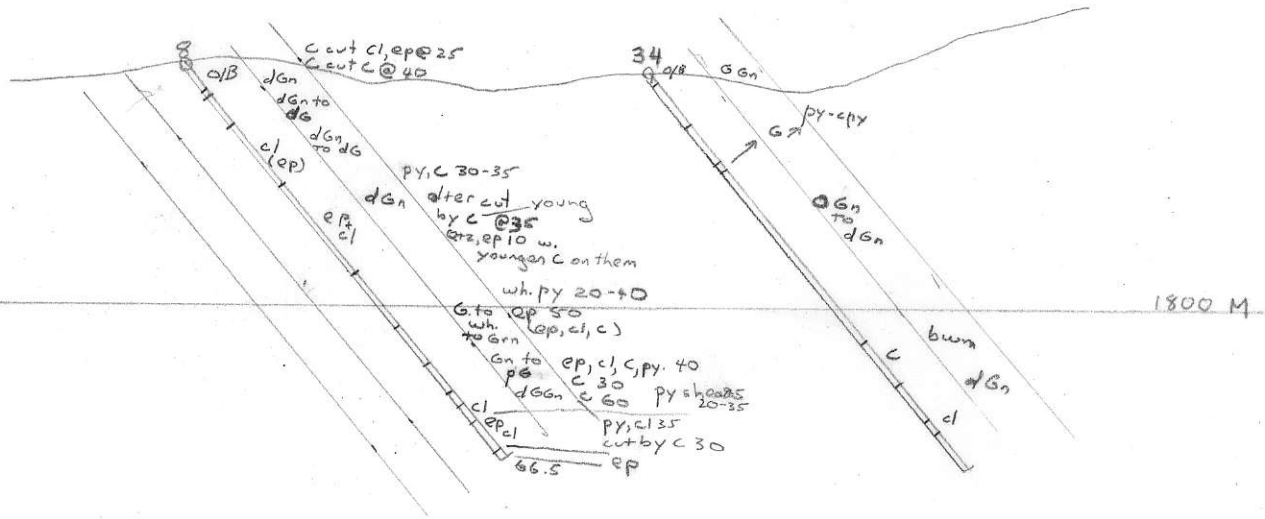 8
O/B
C cut cl, ep @ 25
C cut C @ 40
dGn
dGn to
dG
dGn
to dG
cl
(ep)
py, C 30-35
dGn
alter cut young
by C @ 35
qtz, ep 10 w.
younger C on them
ep +
cl
wh. py 20-40
G. to ep 50
wh. (ep, cl, c)
to Grn
Gn to ep, cl, C, py. 40
pG C 30
dGGn C 60
py shears
20-35
cl
ep
cl
py, cl 35
cut by C 30
66.5
ep
34
O/B
G Gn
G
py-cpy
OGn
to
dGn
1800 M
bwm
C
dGn
cl